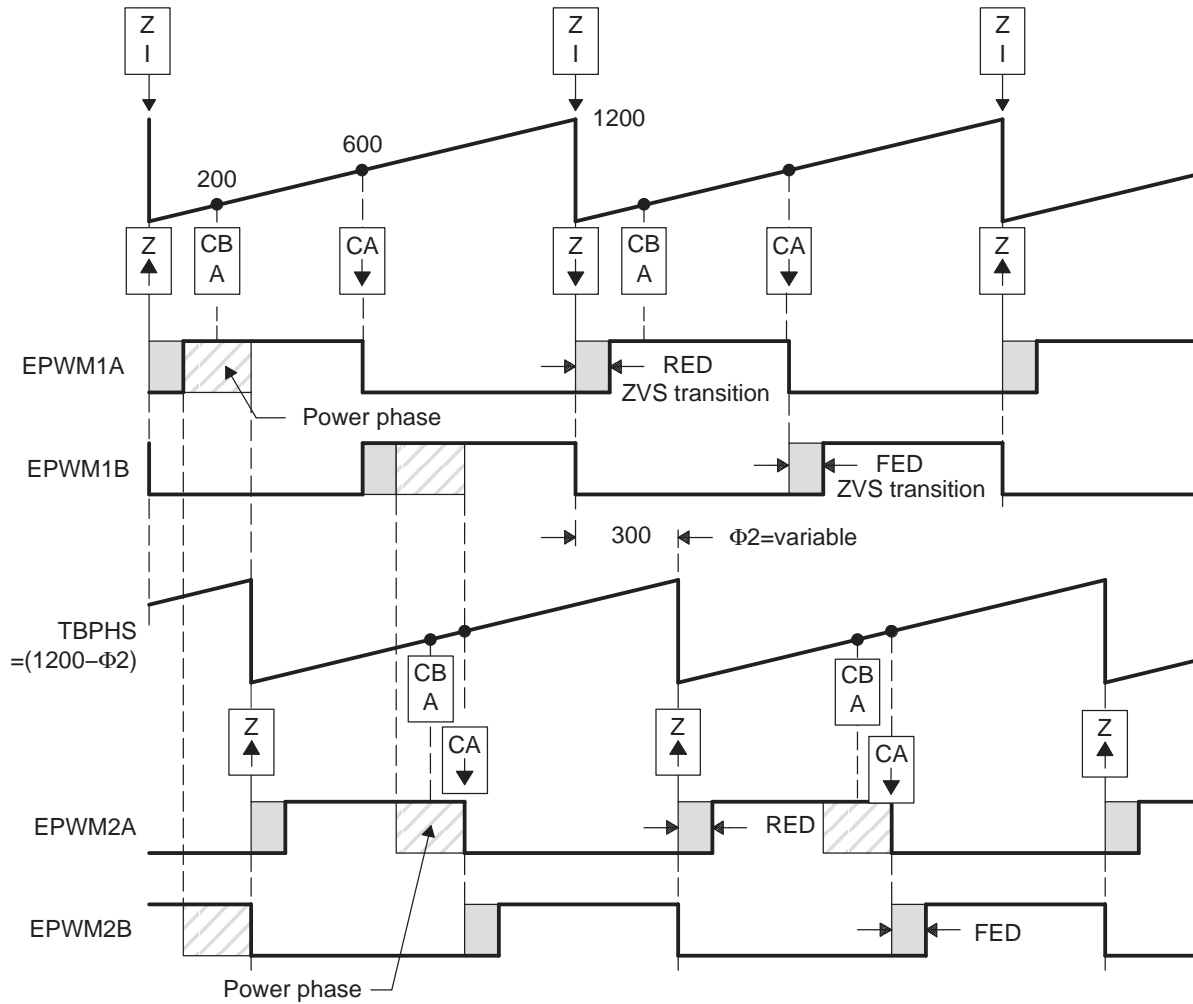 Z
I
Z
I
Z
I
1200
600
200
Z
CB
A
CA
Z
CB
A
CA
Z
EPWM1A
RED
ZVS transition
Power phase
EPWM1B
FED
ZVS transition
300
Φ2=variable
TBPHS
=(1200–Φ2)
CB
A
CB
A
Z
CA
Z
CA
Z
EPWM2A
RED
EPWM2B
FED
Power phase